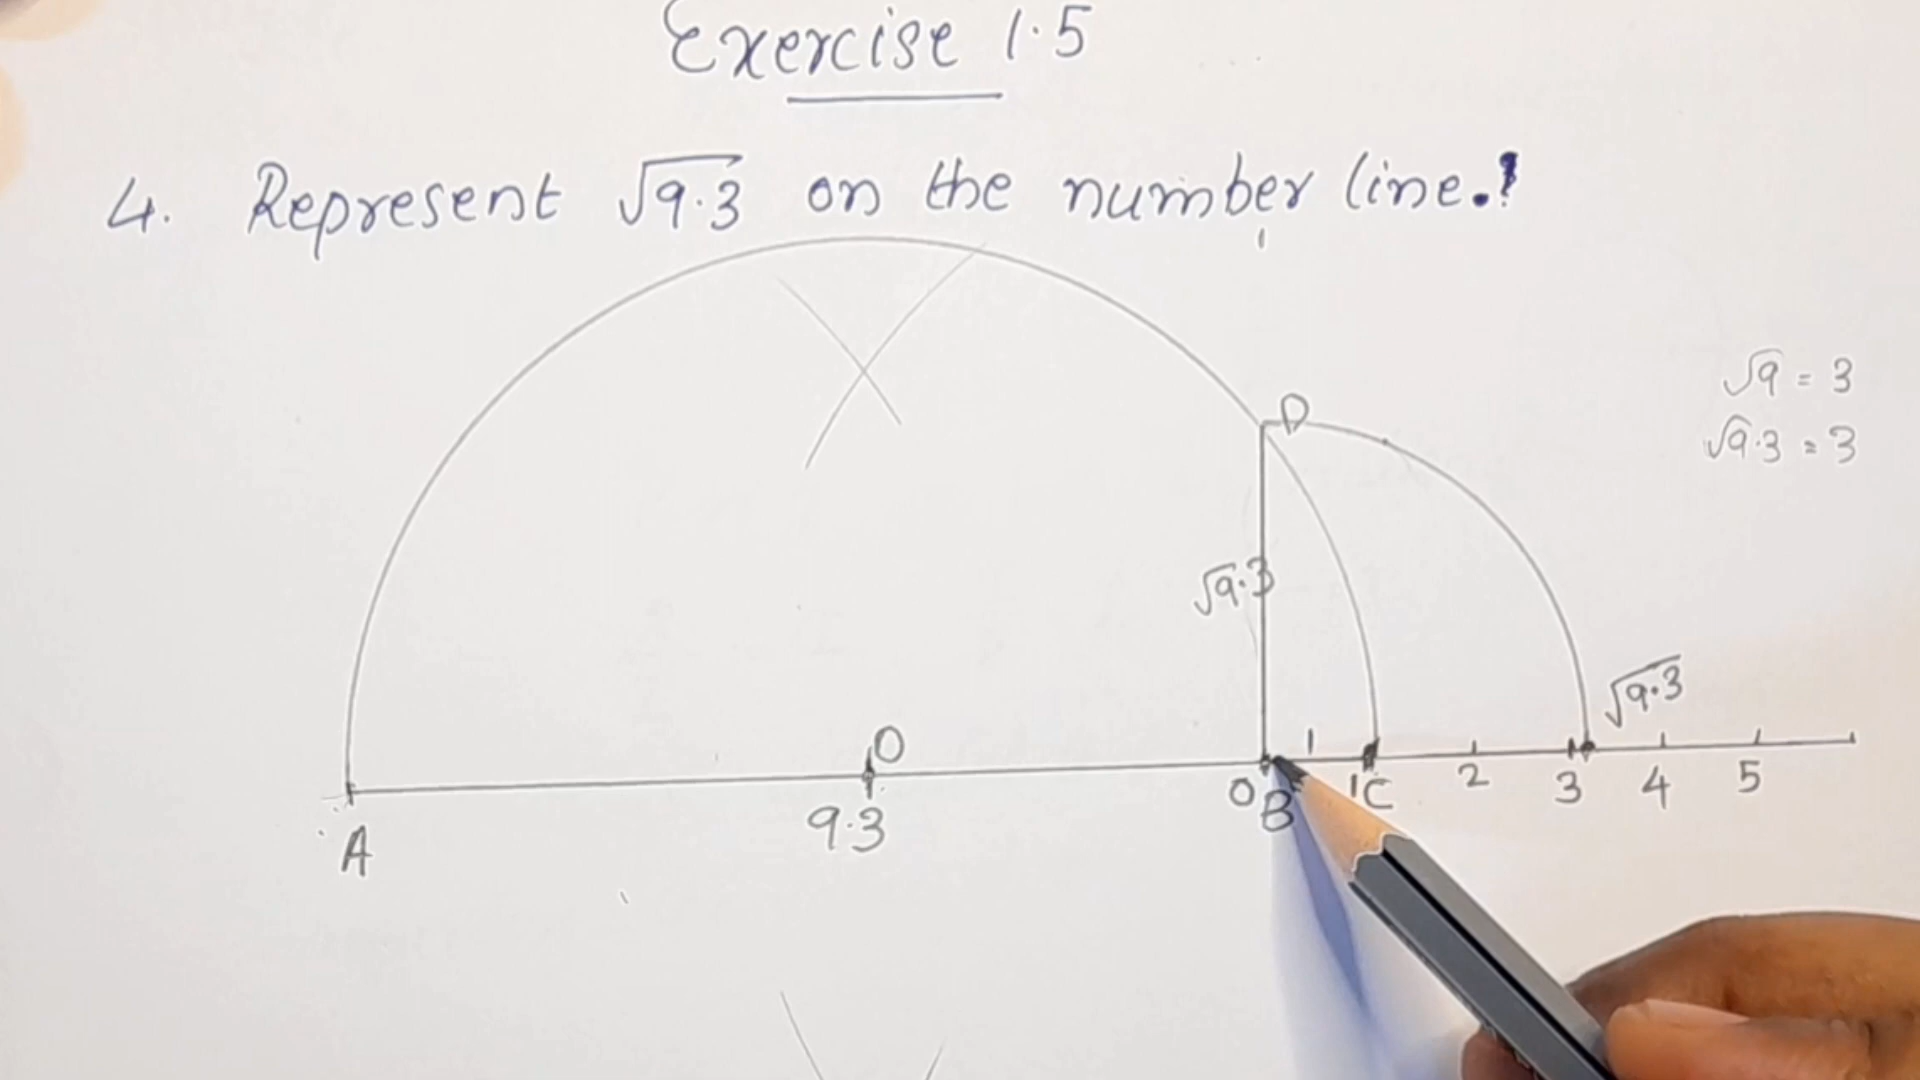 Exercise 1.5
4. Represent √9.3 on the number line.!
√9 = 3
√9.3 = 3
D
√9.3
√9.3
O
1
A
9.3
0 B 1 C 2 3 4 5